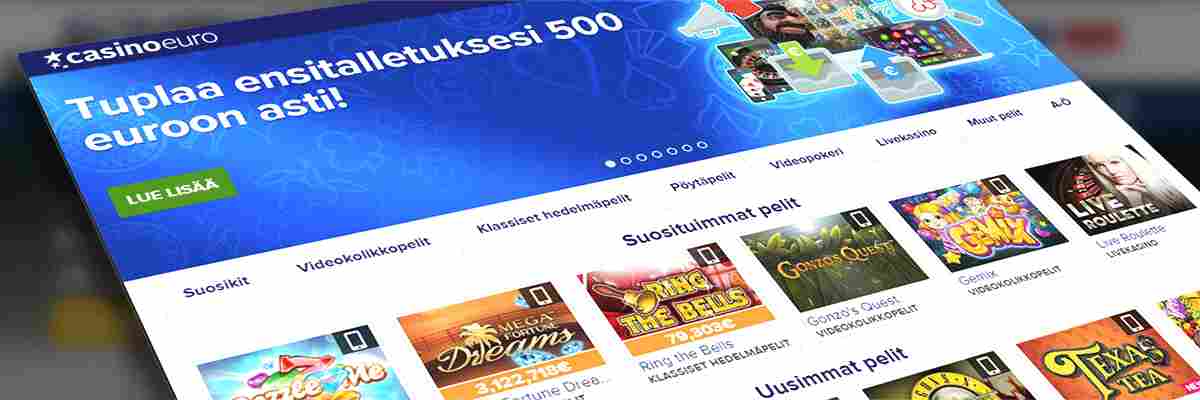 casinoeuro
Tuplaa ensitalletuksesi 500
euroon asti!
LUE LISÄÄ
Suosikit
Videokolikkopelit
Klassiset hedelmäpelit
Pöytäpelit
Videopokeri
Livekasino
Muut pelit
A-Ö
Suosituimmat pelit
Dazzle Me
MEGA
FORTUNE
Dreams
3,122,718€
Fortune Dree...
RING
THE BELLS
79,303€
Ring the Bells
KLASSISET HEDELMÄPELIT
GONZO'S QUEST
Gonzo's Quest
VIDEOKOLIKKOPELIT
GEMIX
Gemix
VIDEOKOLIKKOPELIT
LIVE
ROULETTE
Live Roulette
LIVEKASINO
Uusimmat pelit
TEXAS
TEA